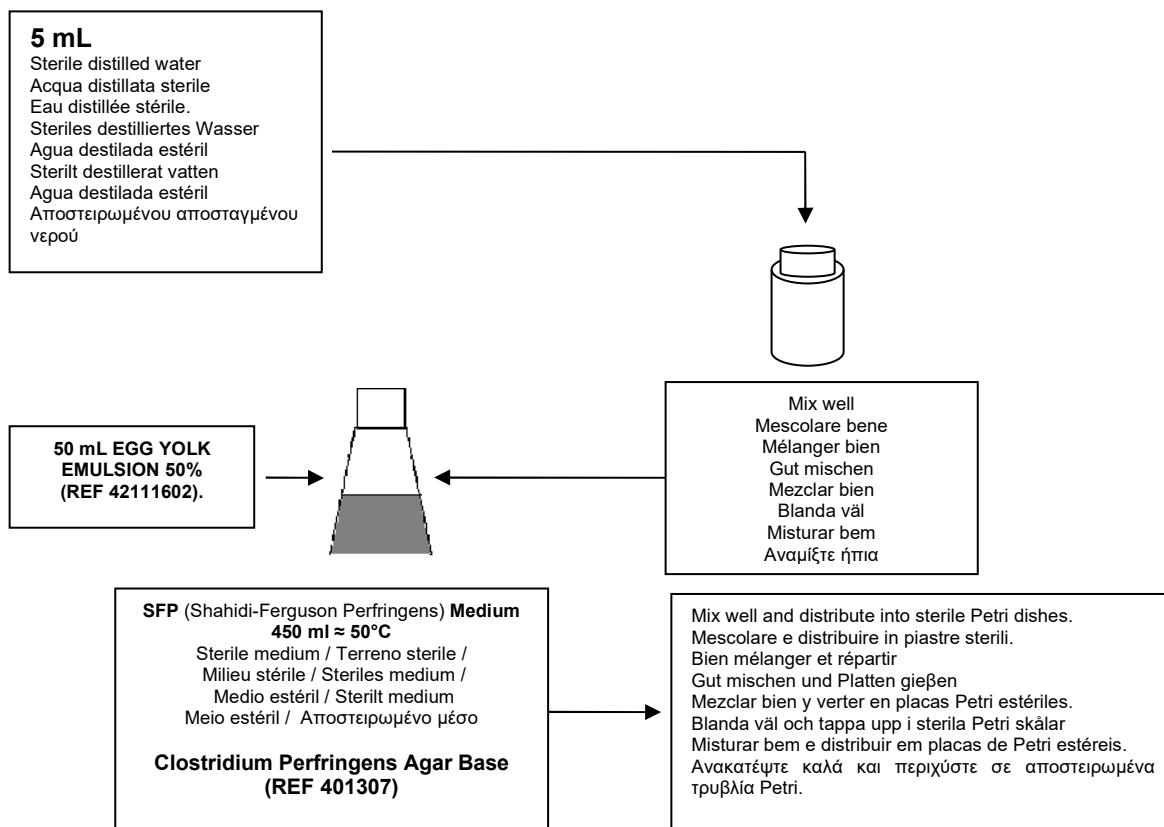 5 mL
Sterile distilled water
Acqua distillata sterile
Eau distillée stérile.
Steriles destilliertes Wasser
Agua destilada estéril
Sterilt destillerat vatten
Agua destilada estéril
Αποστειρωμένου αποσταγμένου
νερού
Mix well
Mescolare bene
Mélanger bien
Gut mischen
Mezclar bien
Blanda väl
Misturar bem
Αναμίξτε ήπια
50 mL EGG YOLK
EMULSION 50%
(REF 42111602).
SFP (Shahidi-Ferguson Perfringens) Medium
450 ml ≈ 50°C
Sterile medium / Terreno sterile /
Milieu stérile / Steriles medium /
Medio estéril / Sterilt medium
Meio estéril / Αποστειρωμένο μέσο
Clostridium Perfringens Agar Base
(REF 401307)
Mix well and distribute into sterile Petri dishes.
Mescolare e distribuire in piastre sterili.
Bien mélanger et répartir
Gut mischen und Platten gieβen
Mezclar bien y verter en placas Petri estériles.
Blanda väl och tappa upp i sterila Petri skålar
Misturar bem e distribuir em placas de Petri estéreis.
Ανακατέψτε καλά και περιχύστε σε αποστειρωμένα
τρυβλία Petri.